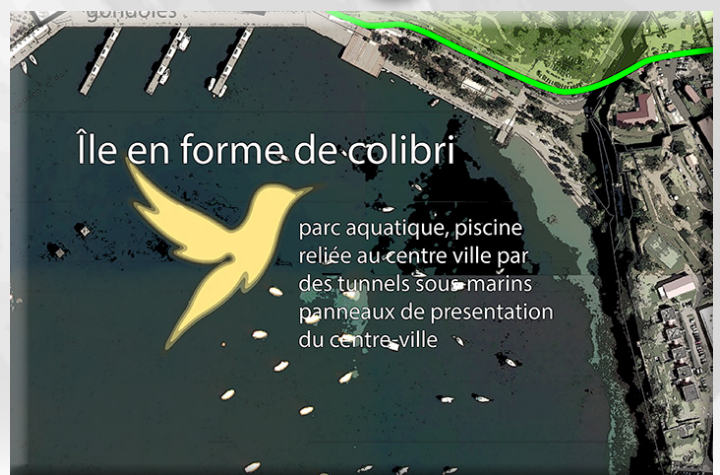 gondoles
Île en forme de colibri
parc aquatique, piscine
reliée au centre ville par
des tunnels sous-marins
panneaux de presentation
du centre-ville